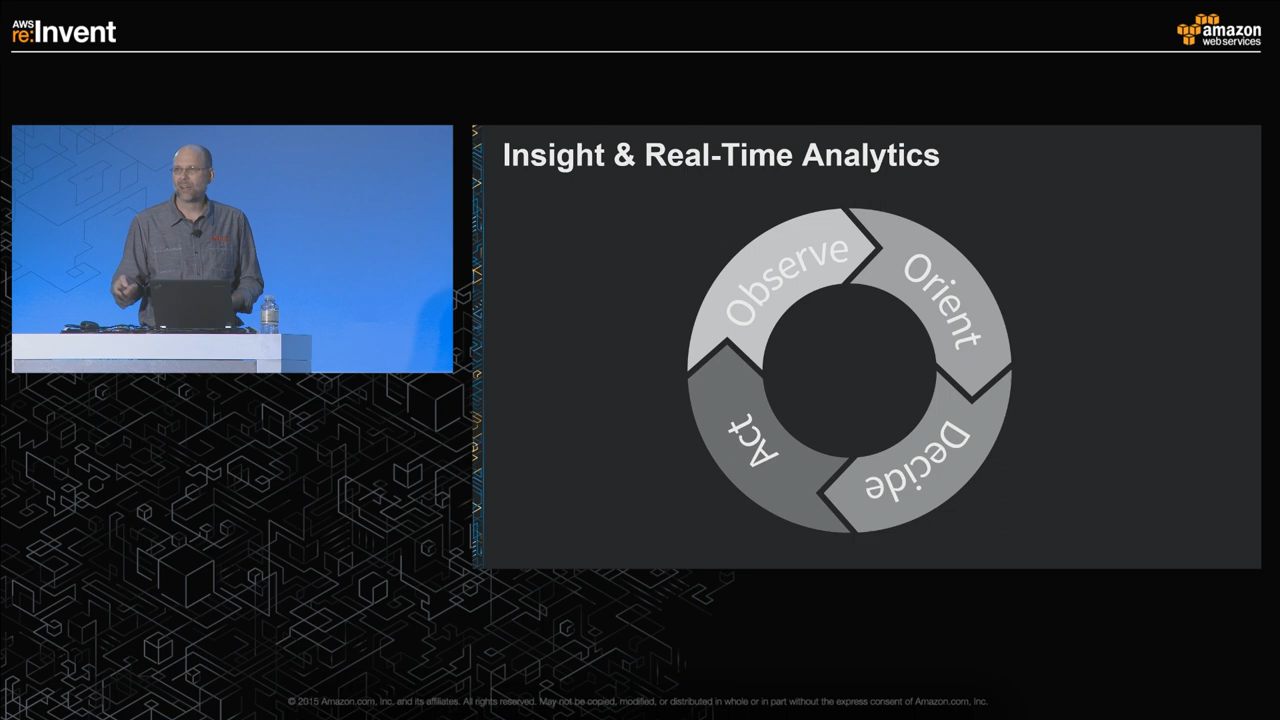 AWS
re:Invent
amazon
webservices
Insight & Real-Time Analytics
Observe
Orient
Decide
Act
© 2015 Amazon.com, Inc. and its affiliates. All rights reserved. May not be copied, modified, or distributed in whole or in part without the express consent of Amazon.com, Inc.